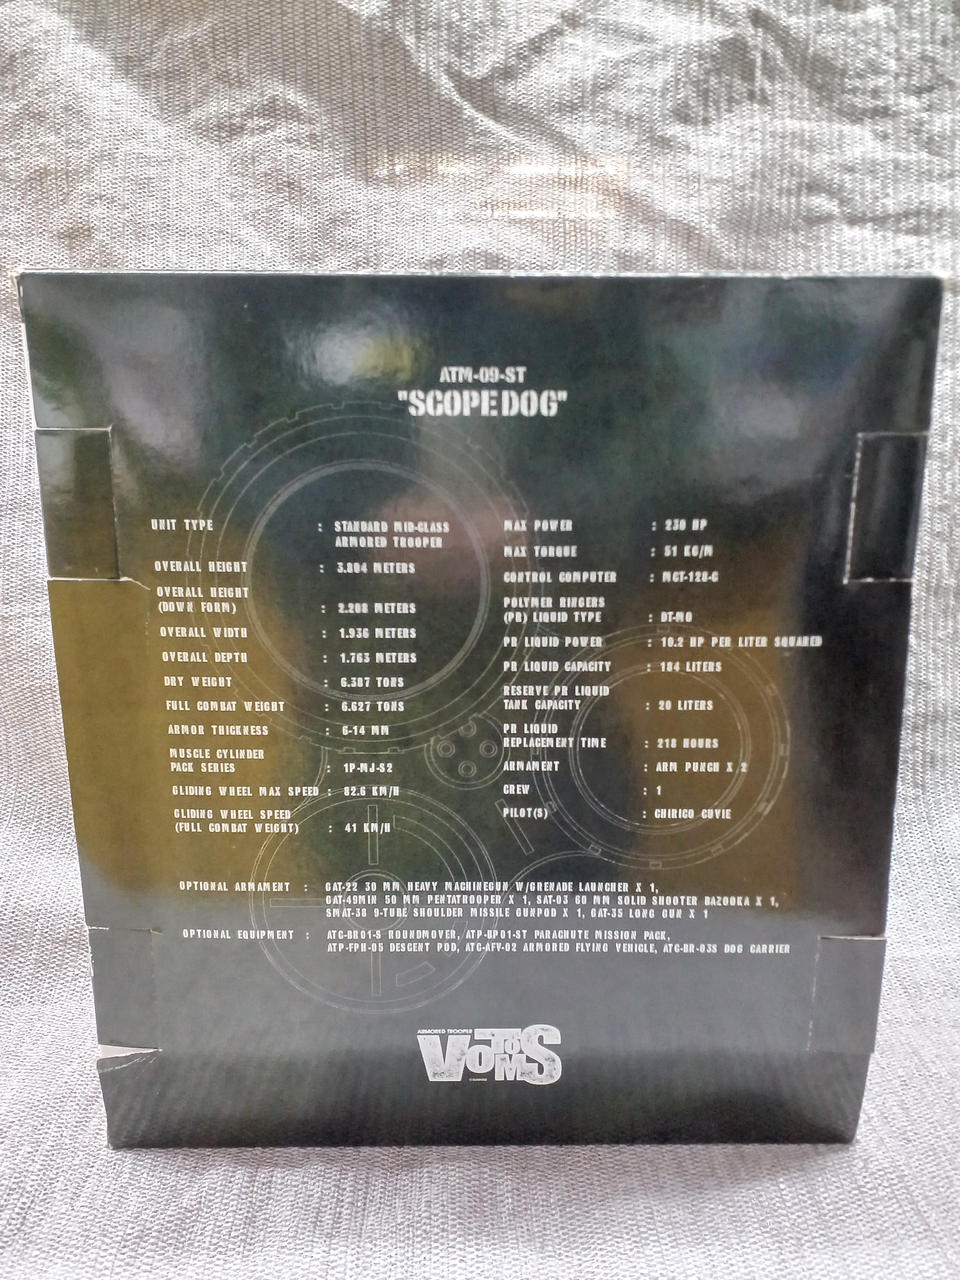 ATM-09-ST
"SCOPEDOG"
UNIT TYPE : STANDARD MID-CLASS
ARMORED TROOPER
OVERALL HEIGHT : 3.804 METERS
OVERALL HEIGHT
(DOWN FORM) : 2.208 METERS
OVERALL WIDTH : 1.936 METERS
OVERALL DEPTH : 1.763 METERS
DRY WEIGHT : 6.387 TONS
FULL COMBAT WEIGHT : 6.627 TONS
ARMOR THICKNESS : 6-14 MM
MUSCLE CYLINDER
PACK SERIES : 1P-MJ-S2
GLIDING WHEEL MAX SPEED : 82.6 KM/H
GLIDING WHEEL SPEED
(FULL COMBAT WEIGHT) : 41 KM/H
MAX POWER : 230 HP
MAX TORQUE : 51 KG/M
CONTROL COMPUTER : MCT-128-C
POLYMER RINGERS
(PR) LIQUID TYPE : DT-MO
PR LIQUID POWER : 10.2 HP PER LITER SQUARED
PR LIQUID CAPACITY : 184 LITERS
RESERVE PR LIQUID
TANK CAPACITY : 20 LITERS
PR LIQUID
REPLACEMENT TIME : 218 HOURS
ARMAMENT : ARM PUNCH X 2
CREW : 1
PILOT(S) : CHIRICO CUVIE
OPTIONAL ARMAMENT : GAT-22 30 MM HEAVY MACHINEGUN W/GRENADE LAUNCHER X 1,
GAT-49MIN 50 MM PENTATROOPER X 1, SAT-03 60 MM SOLID SHOOTER BAZOOKA X 1,
SMAT-38 9-TUBE SHOULDER MISSILE GUNPOD X 1, GAT-35 LONG GUN X 1
OPTIONAL EQUIPMENT : ATC-BR01-S ROUNDMOVER, ATP-BP01-ST PARACHUTE MISSION PACK,
ATP-FPH-05 DESCENT POD, ATC-AFV-02 ARMORED FLYING VEHICLE, ATC-BR-03S DOG CARRIER
ARMORED TROOPER
VOTOMS